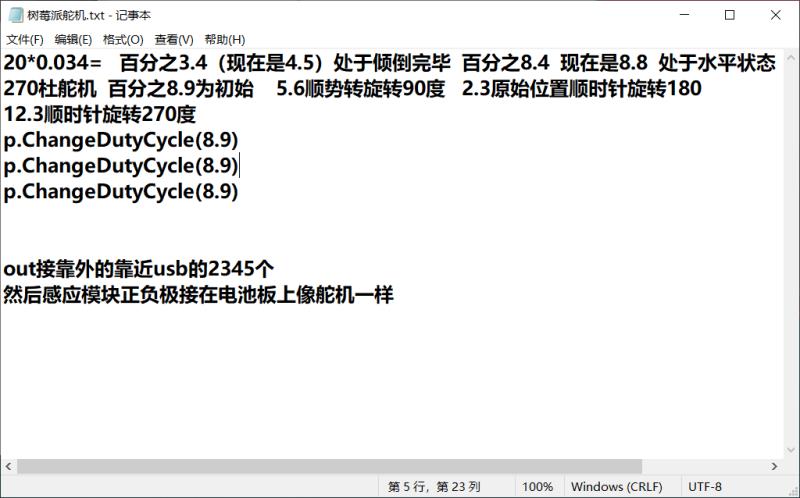 树莓派舵机.txt - 记事本
文件(F) 编辑(E) 格式(O) 查看(V) 帮助(H)
20*0.034= 百分之3.4（现在是4.5）处于倾倒完毕 百分之8.4 现在是8.8 处于水平状态
270杜舵机 百分之8.9为初始 5.6顺势转旋转90度 2.3原始位置顺时针旋转180
12.3顺时针旋转270度
p.ChangeDutyCycle(8.9)
p.ChangeDutyCycle(8.9)
p.ChangeDutyCycle(8.9)
out接靠外的靠近usb的2345个
然后感应模块正负极接在电池板上像舵机一样
第 5 行，第 23 列 100% Windows (CRLF) UTF-8